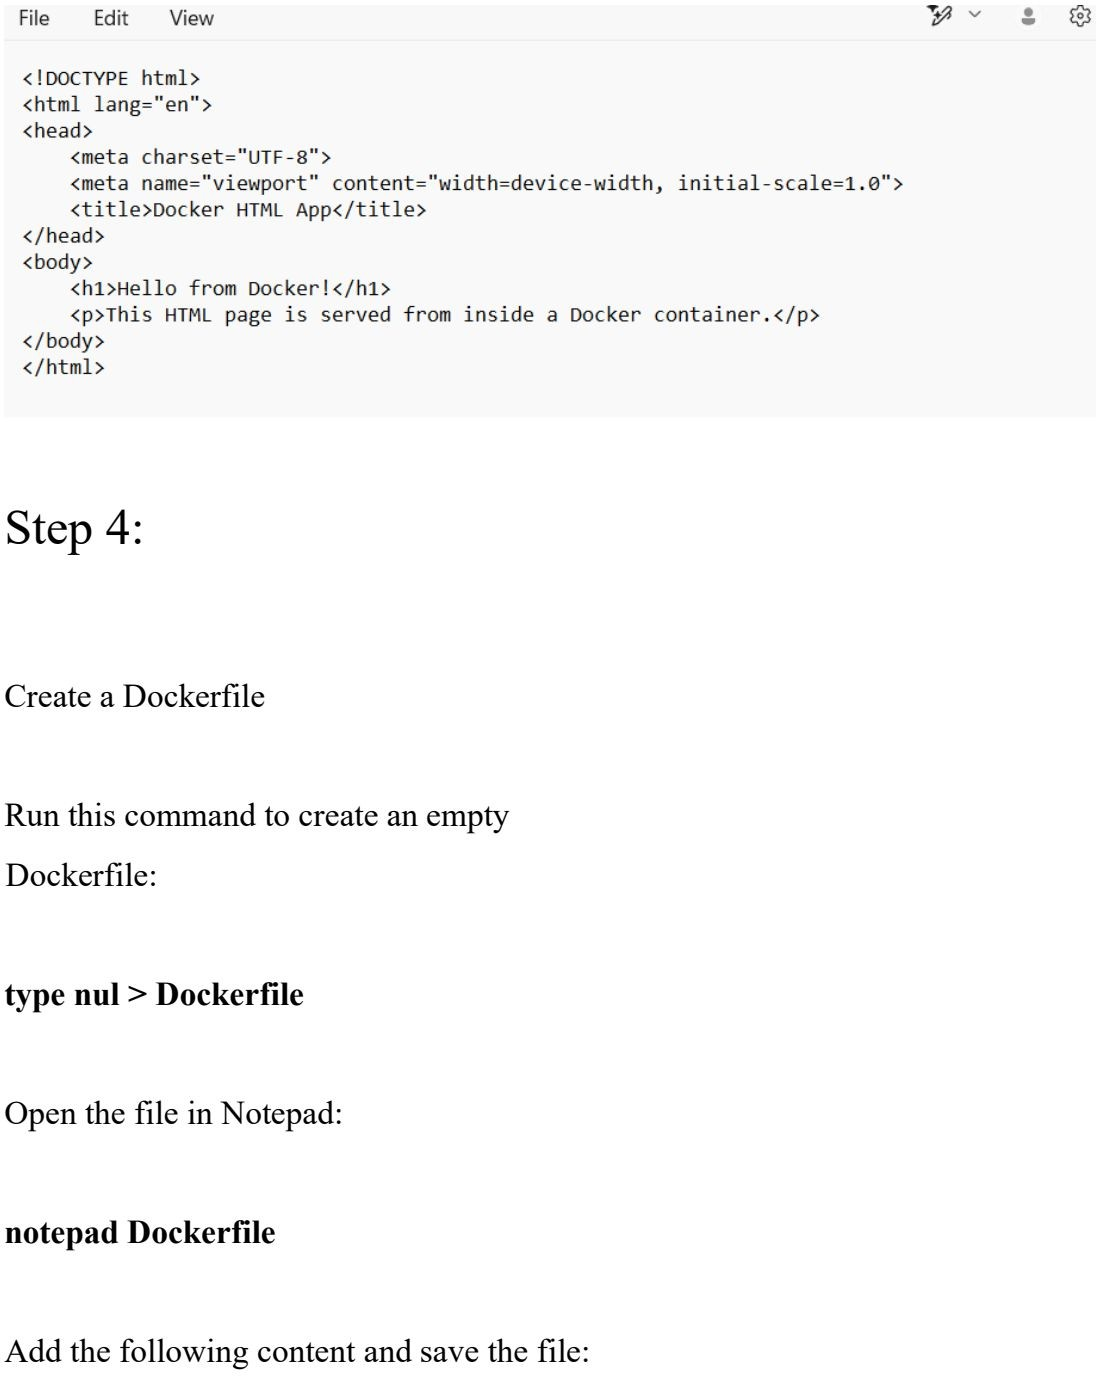 File Edit View
<!DOCTYPE html>
<html lang="en">
<head>
    <meta charset="UTF-8">
    <meta name="viewport" content="width=device-width, initial-scale=1.0">
    <title>Docker HTML App</title>
</head>
<body>
    <h1>Hello from Docker!</h1>
    <p>This HTML page is served from inside a Docker container.</p>
</body>
</html>
Step 4:
Create a Dockerfile
Run this command to create an empty
Dockerfile:
type nul > Dockerfile
Open the file in Notepad:
notepad Dockerfile
Add the following content and save the file: